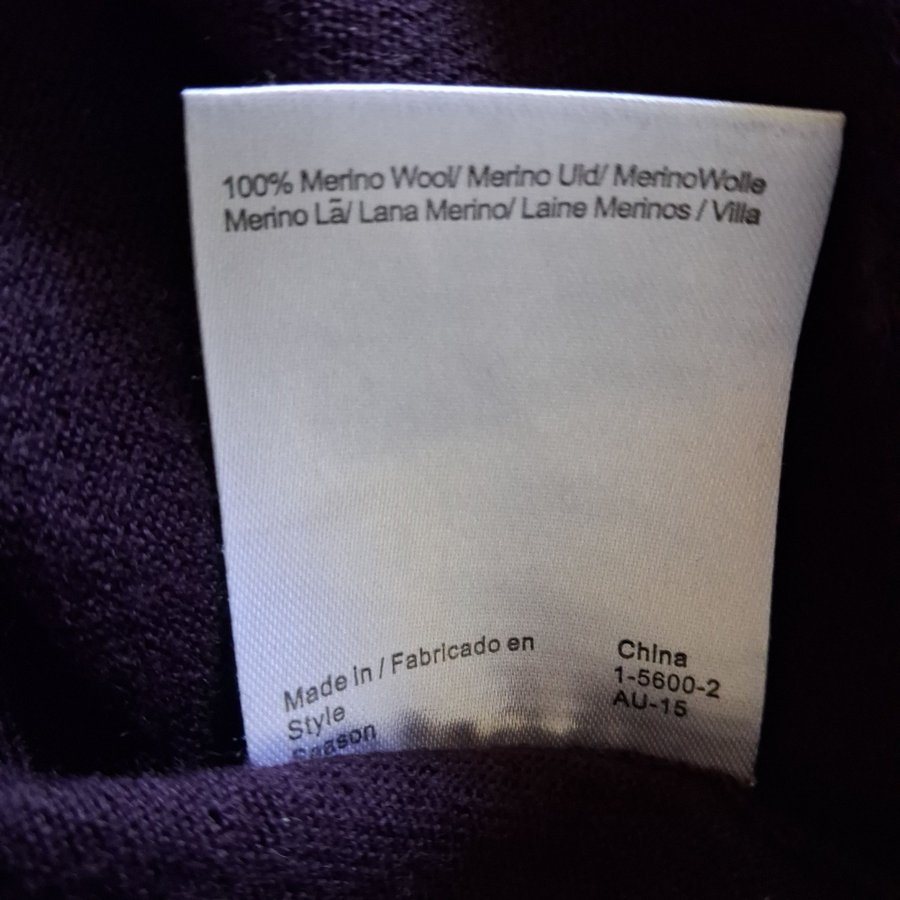 100% Merino Wool/ Merino Uld/ MerinoWolle
Merino Lã/ Lana Merino/ Laine Merinos / Villa
Made in / Fabricado en China
Style 1-5600-2
Season AU-15